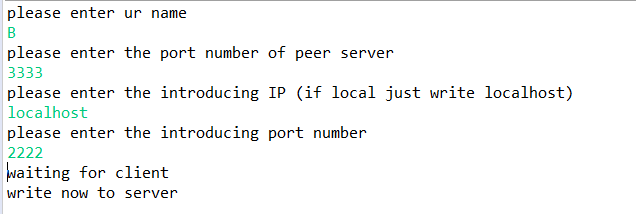 please enter ur name
B
please enter the port number of peer server
3333
please enter the introducing IP (if local just write localhost)
localhost
please enter the introducing port number
2222
waiting for client
write now to server